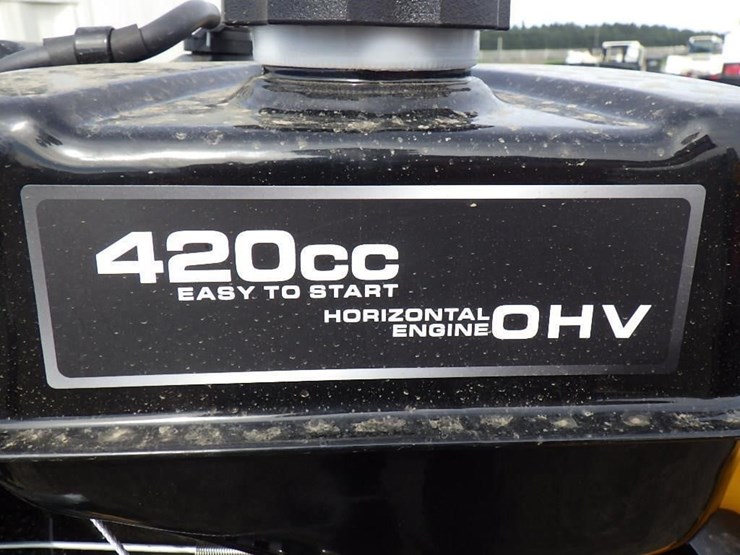 420cc
EASY TO START
HORIZONTAL
ENGINE OHV